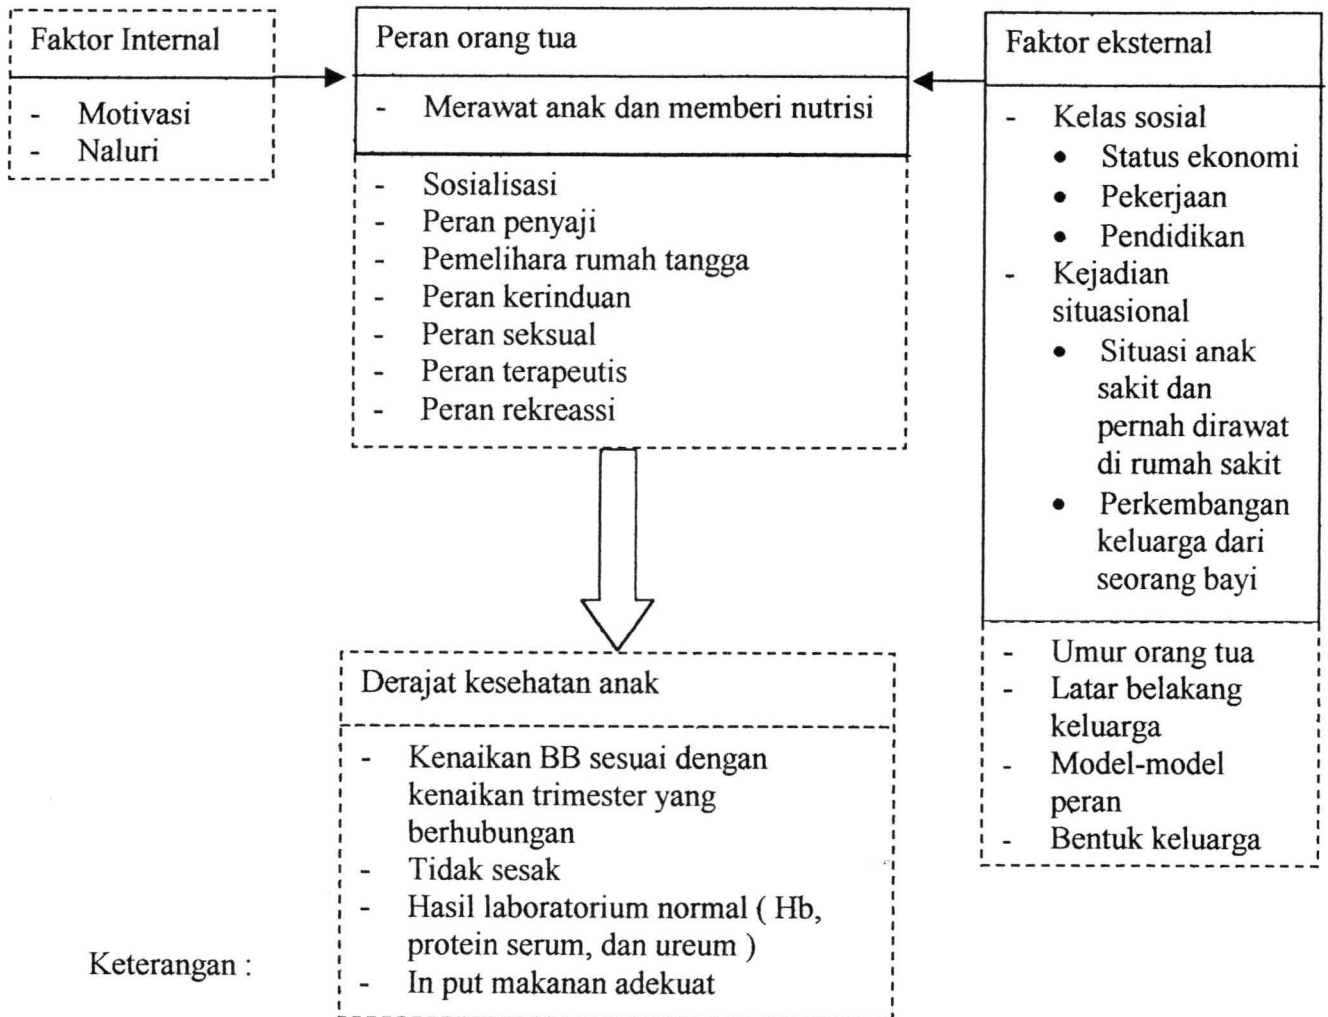 Faktor Internal
- Motivasi
- Naluri
Peran orang tua
- Merawat anak dan memberi nutrisi
- Sosialisasi
- Peran penyaji
- Pemelihara rumah tangga
- Peran kerinduan
- Peran seksual
- Peran terapeutis
- Peran rekreassi
Faktor eksternal
- Kelas sosial
• Status ekonomi
• Pekerjaan
• Pendidikan
- Kejadian
situasional
• Situasi anak
sakit dan
pernah dirawat
di rumah sakit
• Perkembangan
keluarga dari
seorang bayi
- Umur orang tua
- Latar belakang
keluarga
- Model-model
peran
- Bentuk keluarga
Derajat kesehatan anak
- Kenaikan BB sesuai dengan
kenaikan trimester yang
berhubungan
- Tidak sesak
- Hasil laboratorium normal ( Hb,
protein serum, dan ureum )
- In put makanan adekuat
Keterangan :